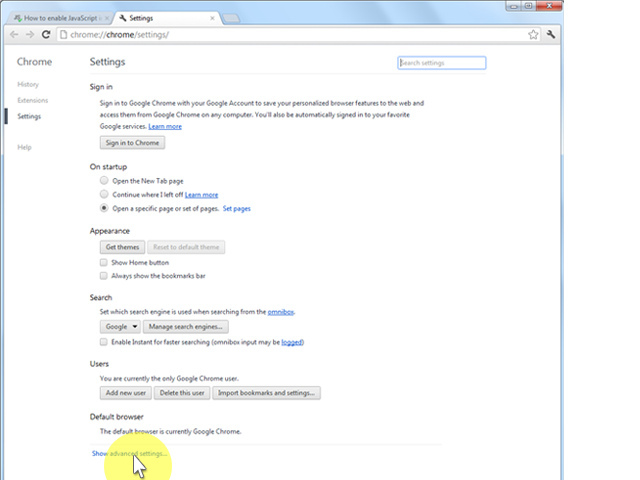 How to enable JavaScript i
Settings
chrome://chrome/settings/
Chrome
Settings
Search settings
History
Extensions
Settings
Help
Sign in
Sign in to Google Chrome with your Google Account to save your personalized browser features to the web and
access them from Google Chrome on any computer. You'll also be automatically signed in to your favorite
Google services. Learn more
Sign in to Chrome
On startup
Open the New Tab page
Continue where I left off Learn more
Open a specific page or set of pages. Set pages
Appearance
Get themes Reset to default theme
Show Home button
Always show the bookmarks bar
Search
Set which search engine is used when searching from the omnibox.
Google Manage search engines...
Enable Instant for faster searching (omnibox input may be logged)
Users
You are currently the only Google Chrome user.
Add new user Delete this user Import bookmarks and settings...
Default browser
The default browser is currently Google Chrome.
Show advanced settings...